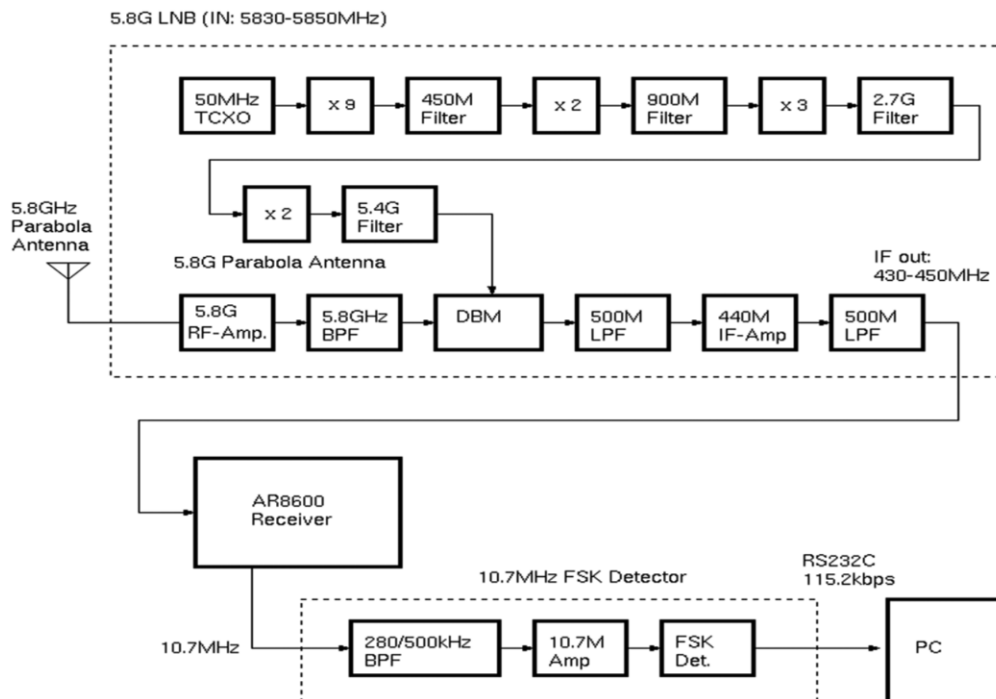 5.8G LNB (IN: 5830-5850MHz)
50MHz
TCXO
x 9
450M
Filter
x 2
900M
Filter
x 3
2.7G
Filter
x 2
5.4G
Filter
5.8GHz
Parabola
Antenna
5.8G Parabola Antenna
IF out:
430-450MHz
5.8G
RF-Amp.
5.8GHz
BPF
DBM
500M
LPF
440M
IF-Amp
500M
LPF
AR8600
Receiver
10.7MHz FSK Detector
RS232C
115.2kbps
10.7MHz
280/500kHz
BPF
10.7M
Amp
FSK
Det.
PC